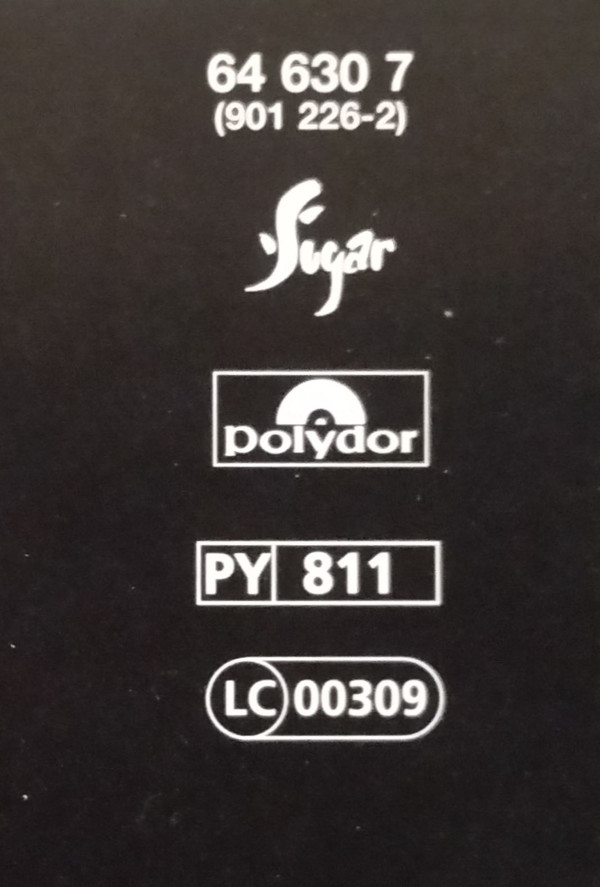 64 630 7
(901 226-2)
Sugar
polydor
PY 811
LC 00309